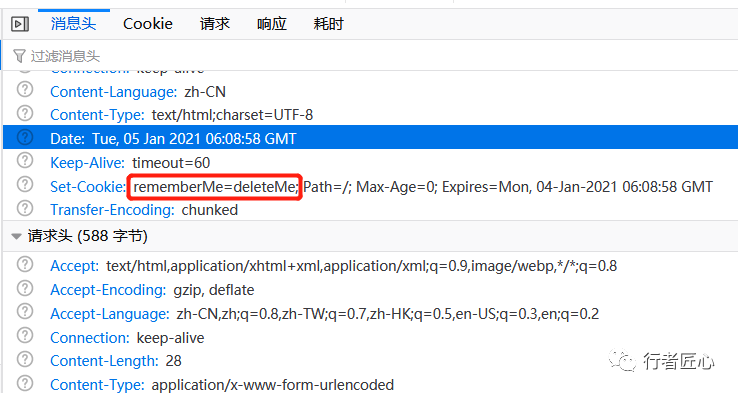 消息头 Cookie 请求 响应 耗时
过滤消息头
Connection: keep-alive
Content-Language: zh-CN
Content-Type: text/html;charset=UTF-8
Date: Tue, 05 Jan 2021 06:08:58 GMT
Keep-Alive: timeout=60
Set-Cookie: rememberMe=deleteMe; Path=/; Max-Age=0; Expires=Mon, 04-Jan-2021 06:08:58 GMT
Transfer-Encoding: chunked
请求头 (588 字节)
Accept: text/html,application/xhtml+xml,application/xml;q=0.9,image/webp,*/*;q=0.8
Accept-Encoding: gzip, deflate
Accept-Language: zh-CN,zh;q=0.8,zh-TW;q=0.7,zh-HK;q=0.5,en-US;q=0.3,en;q=0.2
Connection: keep-alive
Content-Length: 28
Content-Type: application/x-www-form-urlencoded
行者匠心